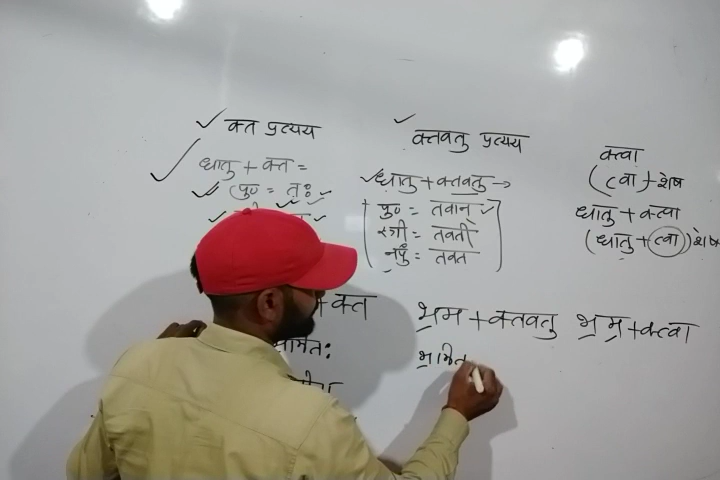 क्त प्रत्यय
धातु + क्त =
पु० = तः
+ क्त
क्तवतु प्रत्यय
धातु + क्तवतु →
पु० = तवान्
स्त्री = तवती
नपुं = तवत
भ्रम + क्तवतु
भ्रमित
क्त्वा
(त्वा) → शेष
धातु + क्त्वा
(धातु + त्वा) शेष
भ्रम + क्त्वा